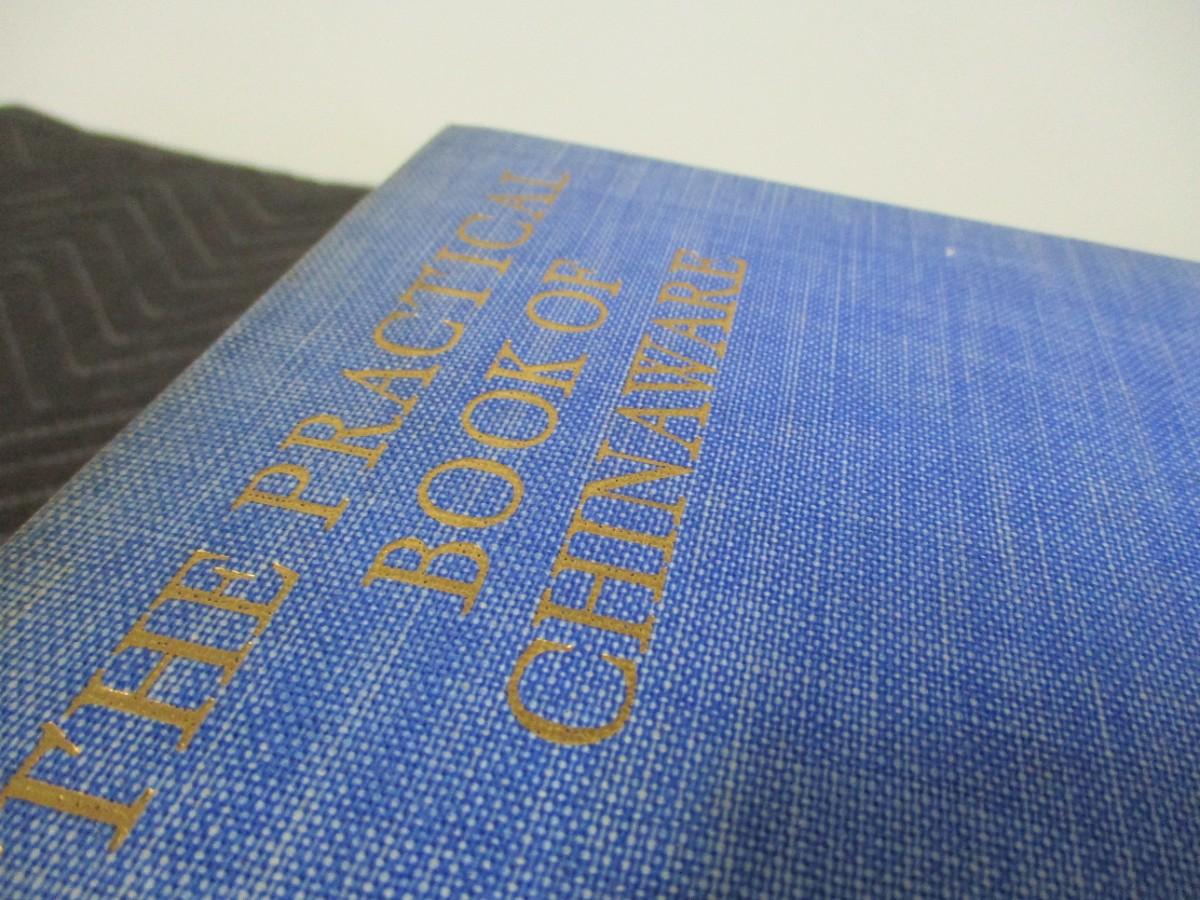 THE PRACTICAL
BOOK OF
CHINAWARE